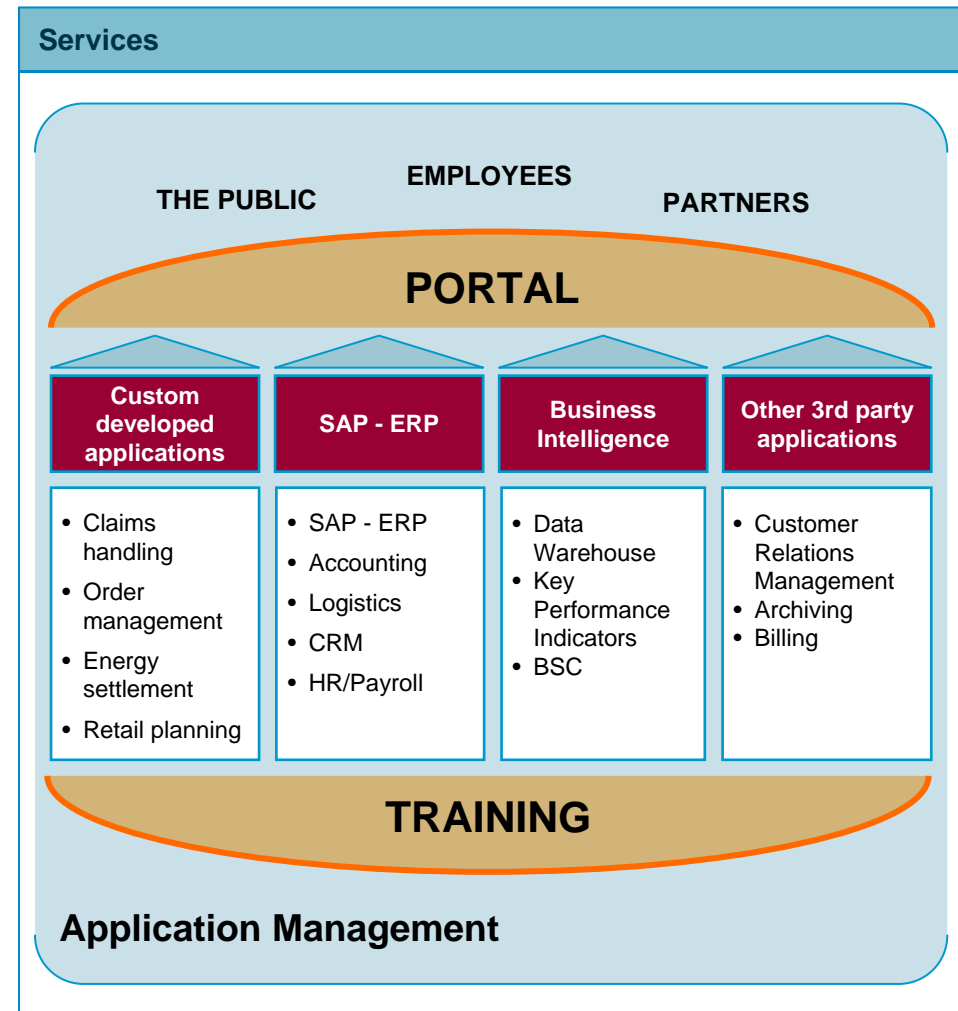 Services
THE PUBLIC
EMPLOYEES
PARTNERS
PORTAL
Custom
developed
applications
• Claims
handling
• Order
management
• Energy
settlement
• Retail planning
SAP - ERP
• SAP - ERP
• Accounting
• Logistics
• CRM
• HR/Payroll
Business
Intelligence
• Data
Warehouse
• Key
Performance
Indicators
• BSC
Other 3rd party
applications
• Customer
Relations
Management
• Archiving
• Billing
TRAINING
Application Management